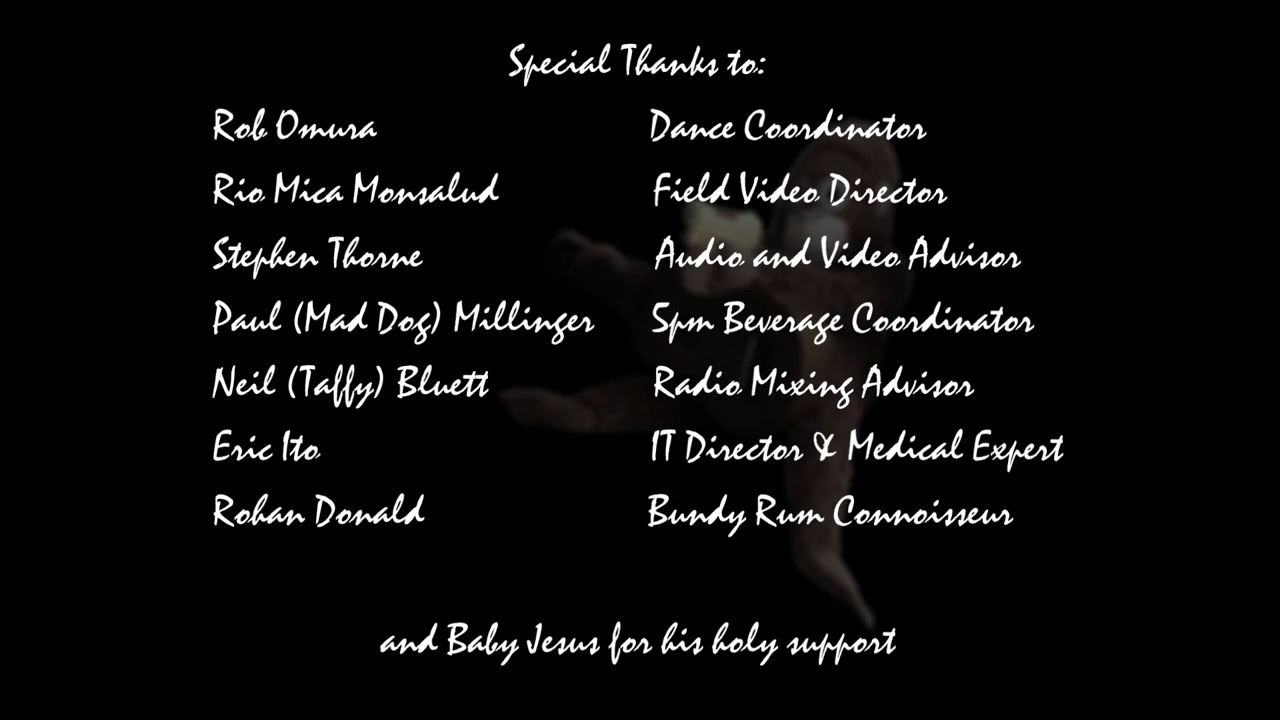 Special Thanks to:
Rob Omura Dance Coordinator
Rio Mica Monsalud Field Video Director
Stephen Thorne Audio and Video Advisor
Paul (Mad Dog) Millinger 5pm Beverage Coordinator
Neil (Taffy) Bluett Radio Mixing Advisor
Eric Ito IT Director & Medical Expert
Rohan Donald Bundy Rum Connoisseur
and Baby Jesus for his holy support